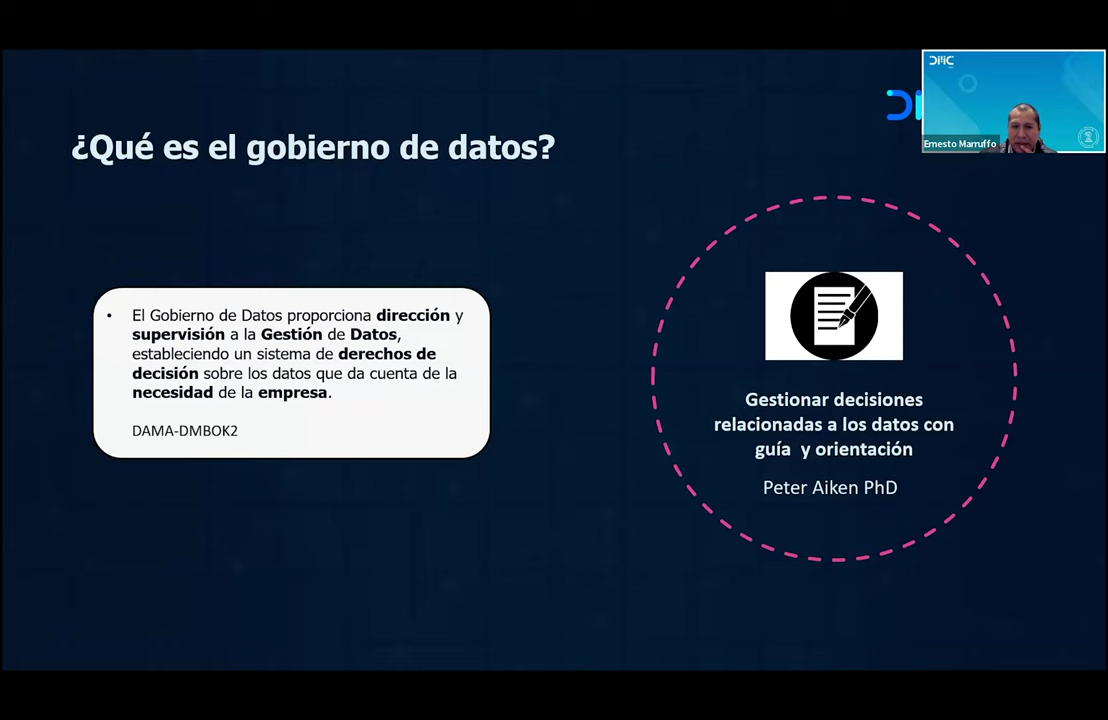 DMC
Ernesto Marruffo
¿Qué es el gobierno de datos?
• El Gobierno de Datos proporciona dirección y
supervisión a la Gestión de Datos,
estableciendo un sistema de derechos de
decisión sobre los datos que da cuenta de la
necesidad de la empresa.
DAMA-DMBOK2
Gestionar decisiones
relacionadas a los datos con
guía y orientación
Peter Aiken PhD